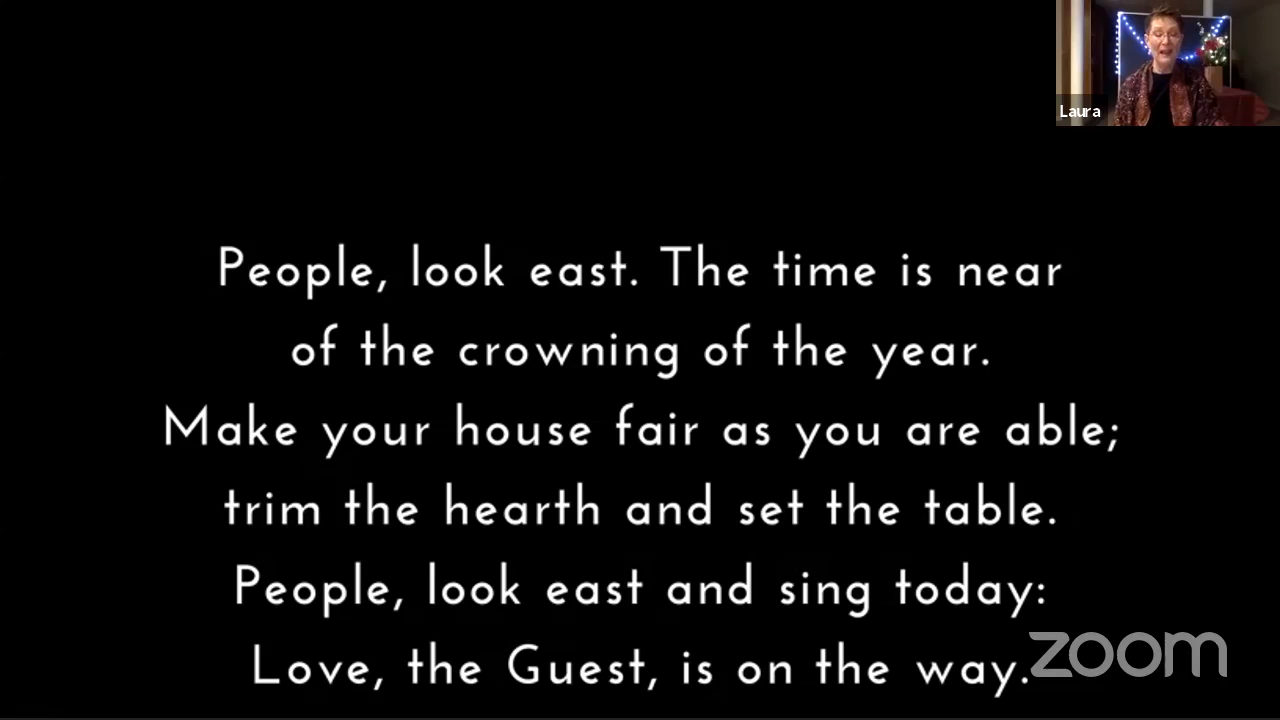 Laura
People, look east. The time is near
of the crowning of the year.
Make your house fair as you are able;
trim the hearth and set the table.
People, look east and sing today:
Love, the Guest, is on the way.
zoom